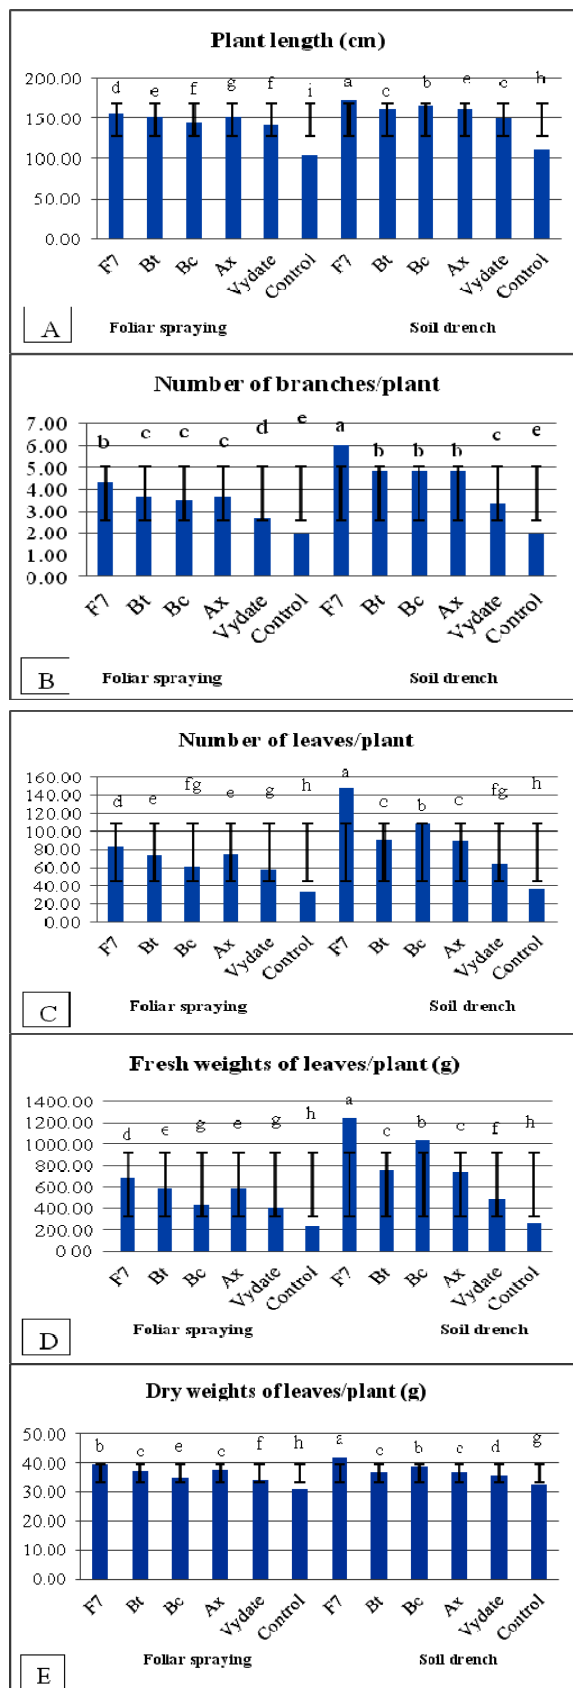 Plant length (cm)
200.00
150.00
100.00
50.00
0.00
d e f g f i a c b e c h
F7 Bt Bc Ax Vydate Control F7 Bt Bc Ax Vydate Control
A
Foliar spraying Soil drench
Number of branches/plant
7.00
6.00
5.00
4.00
3.00
2.00
1.00
0.00
b c c c d e a b b b c e
F7 Bt Bc Ax Vydate Control F7 Bt Bc Ax Vydate Control
B
Foliar spraying Soil drench
Number of leaves/plant
160.00
140.00
120.00
100.00
80.00
60.00
40.00
20.00
0.00
d e fg e g h a c b c fg h
F7 Bt Bc Ax Vydate Control F7 Bt Bc Ax Vydate Control
C
Foliar spraying Soil drench
Fresh weights of leaves/plant (g)
1400.00
1200.00
1000.00
800.00
600.00
400.00
200.00
0.00
d e g e g h a c b c f h
F7 Bt Bc Ax Vydate Control F7 Bt Bc Ax Vydate Control
D
Foliar spraying Soil drench
Dry weights of leaves/plant (g)
50.00
40.00
30.00
20.00
10.00
0.00
b c e c f h a c b c d g
F7 Bt Bc Ax Vydate Control F7 Bt Bc Ax Vydate Control
E
Foliar spraying Soil drench